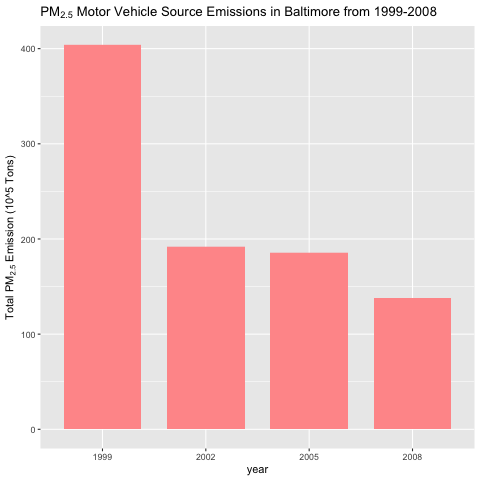 PM2.5 Motor Vehicle Source Emissions in Baltimore from 1999-2008
Total PM2.5 Emission (10^5 Tons)
400
300
200
100
0
1999 2002 2005 2008
year